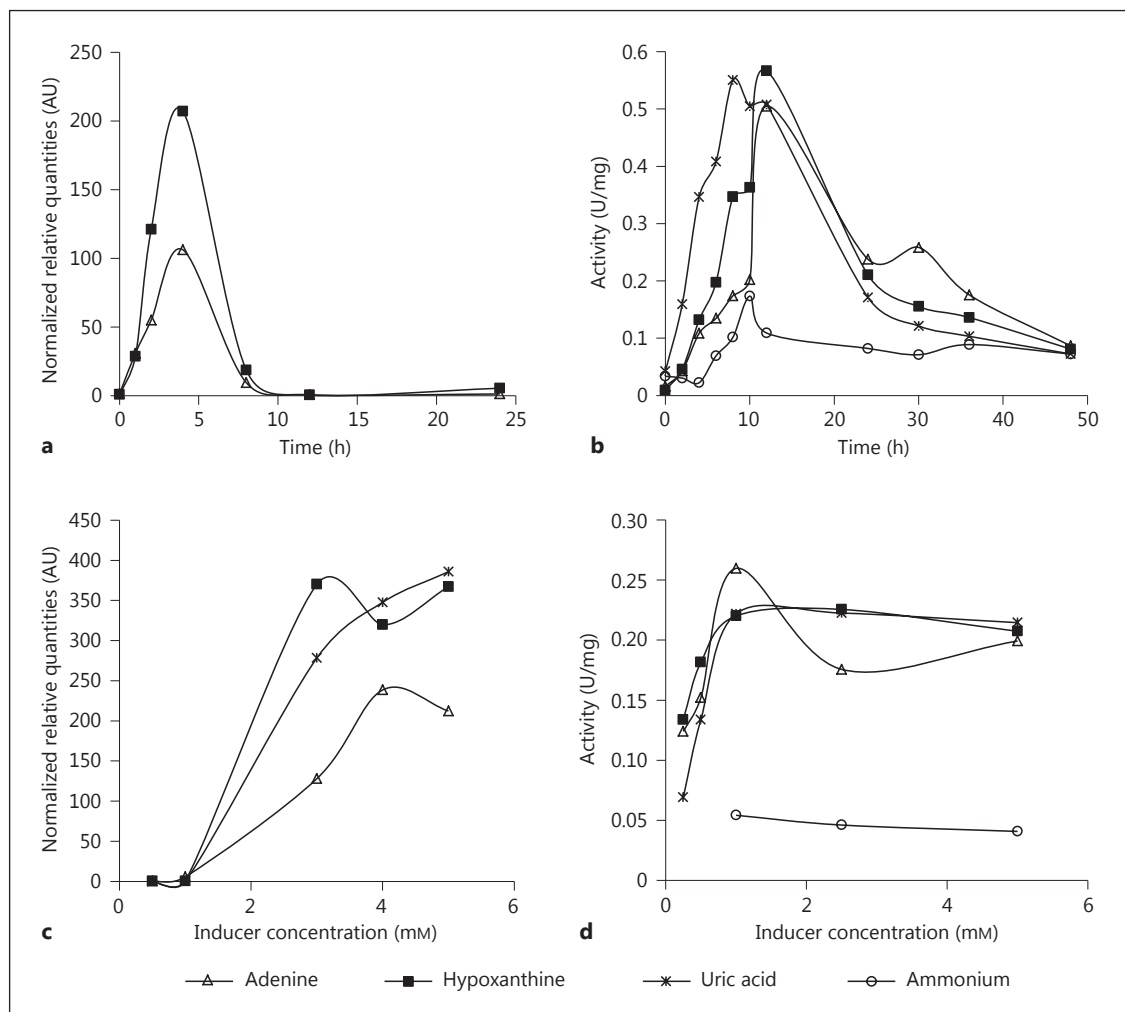 Normalized relative quantities (AU)
250
200
150
100
50
0
0 5 10 15 20 25
Time (h)
a
Activity (U/mg)
0.6
0.5
0.4
0.3
0.2
0.1
0
0 10 20 30 40 50
Time (h)
b
Normalized relative quantities (AU)
450
400
350
300
250
200
150
100
50
0
0 2 4 6
Inducer concentration (mM)
c
Activity (U/mg)
0.30
0.25
0.20
0.15
0.10
0.05
0
0 2 4 6
Inducer concentration (mM)
d
Adenine Hypoxanthine Uric acid Ammonium